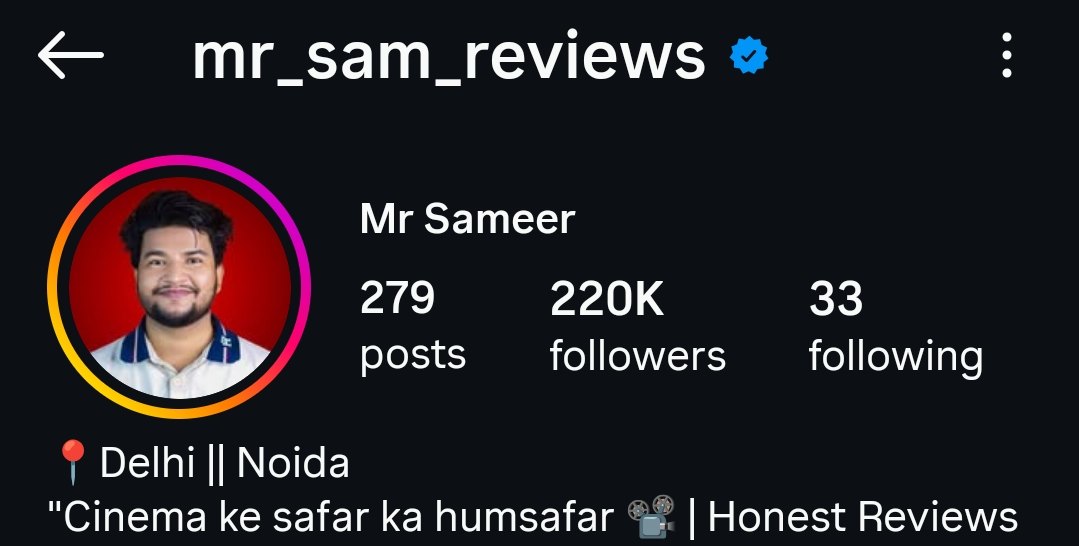 mr_sam_reviews
Mr Sameer
279 220K 33
posts followers following
📍Delhi || Noida
"Cinema ke safar ka humsafar 📽️ | Honest Reviews